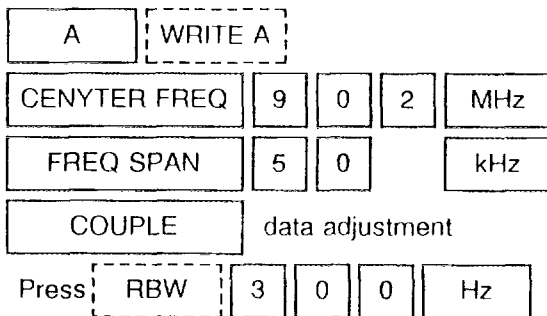 A WRITE A
CENYTER FREQ 9 0 2 MHz
FREQ SPAN 5 0 kHz
COUPLE data adjustment
Press RBW 3 0 0 Hz